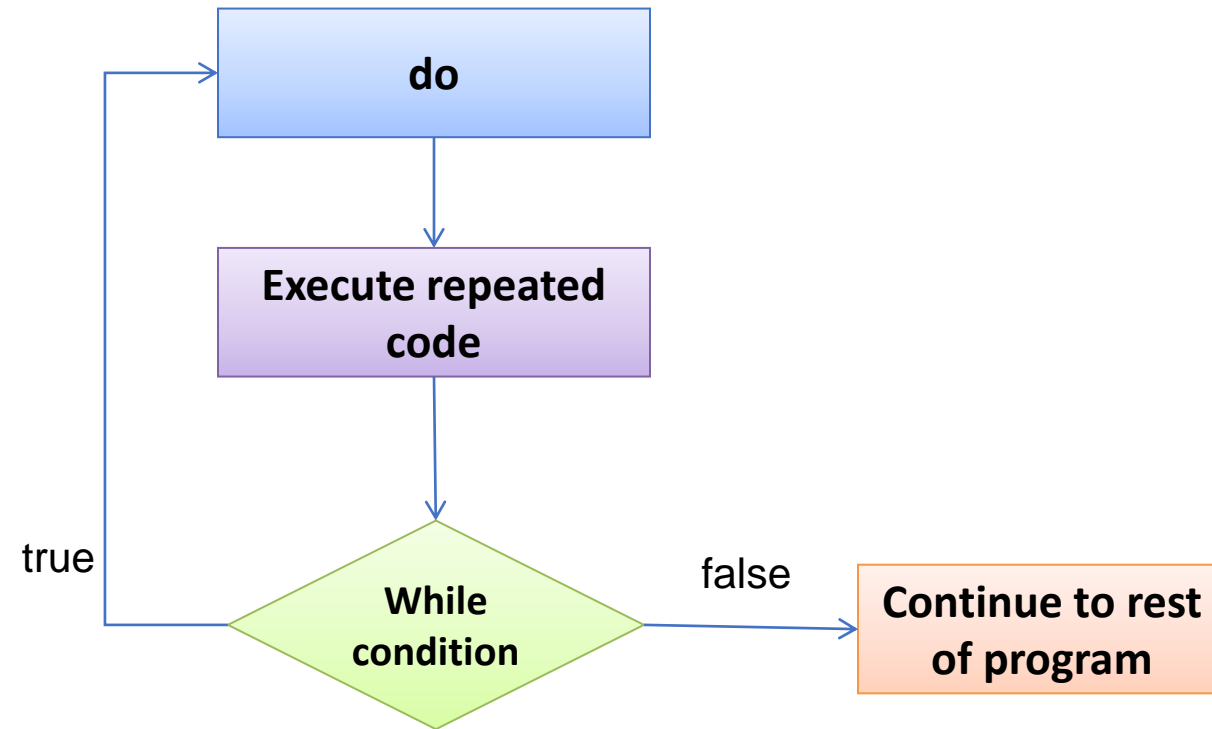 do
Execute repeated
code
true
While
condition
false
Continue to rest
of program